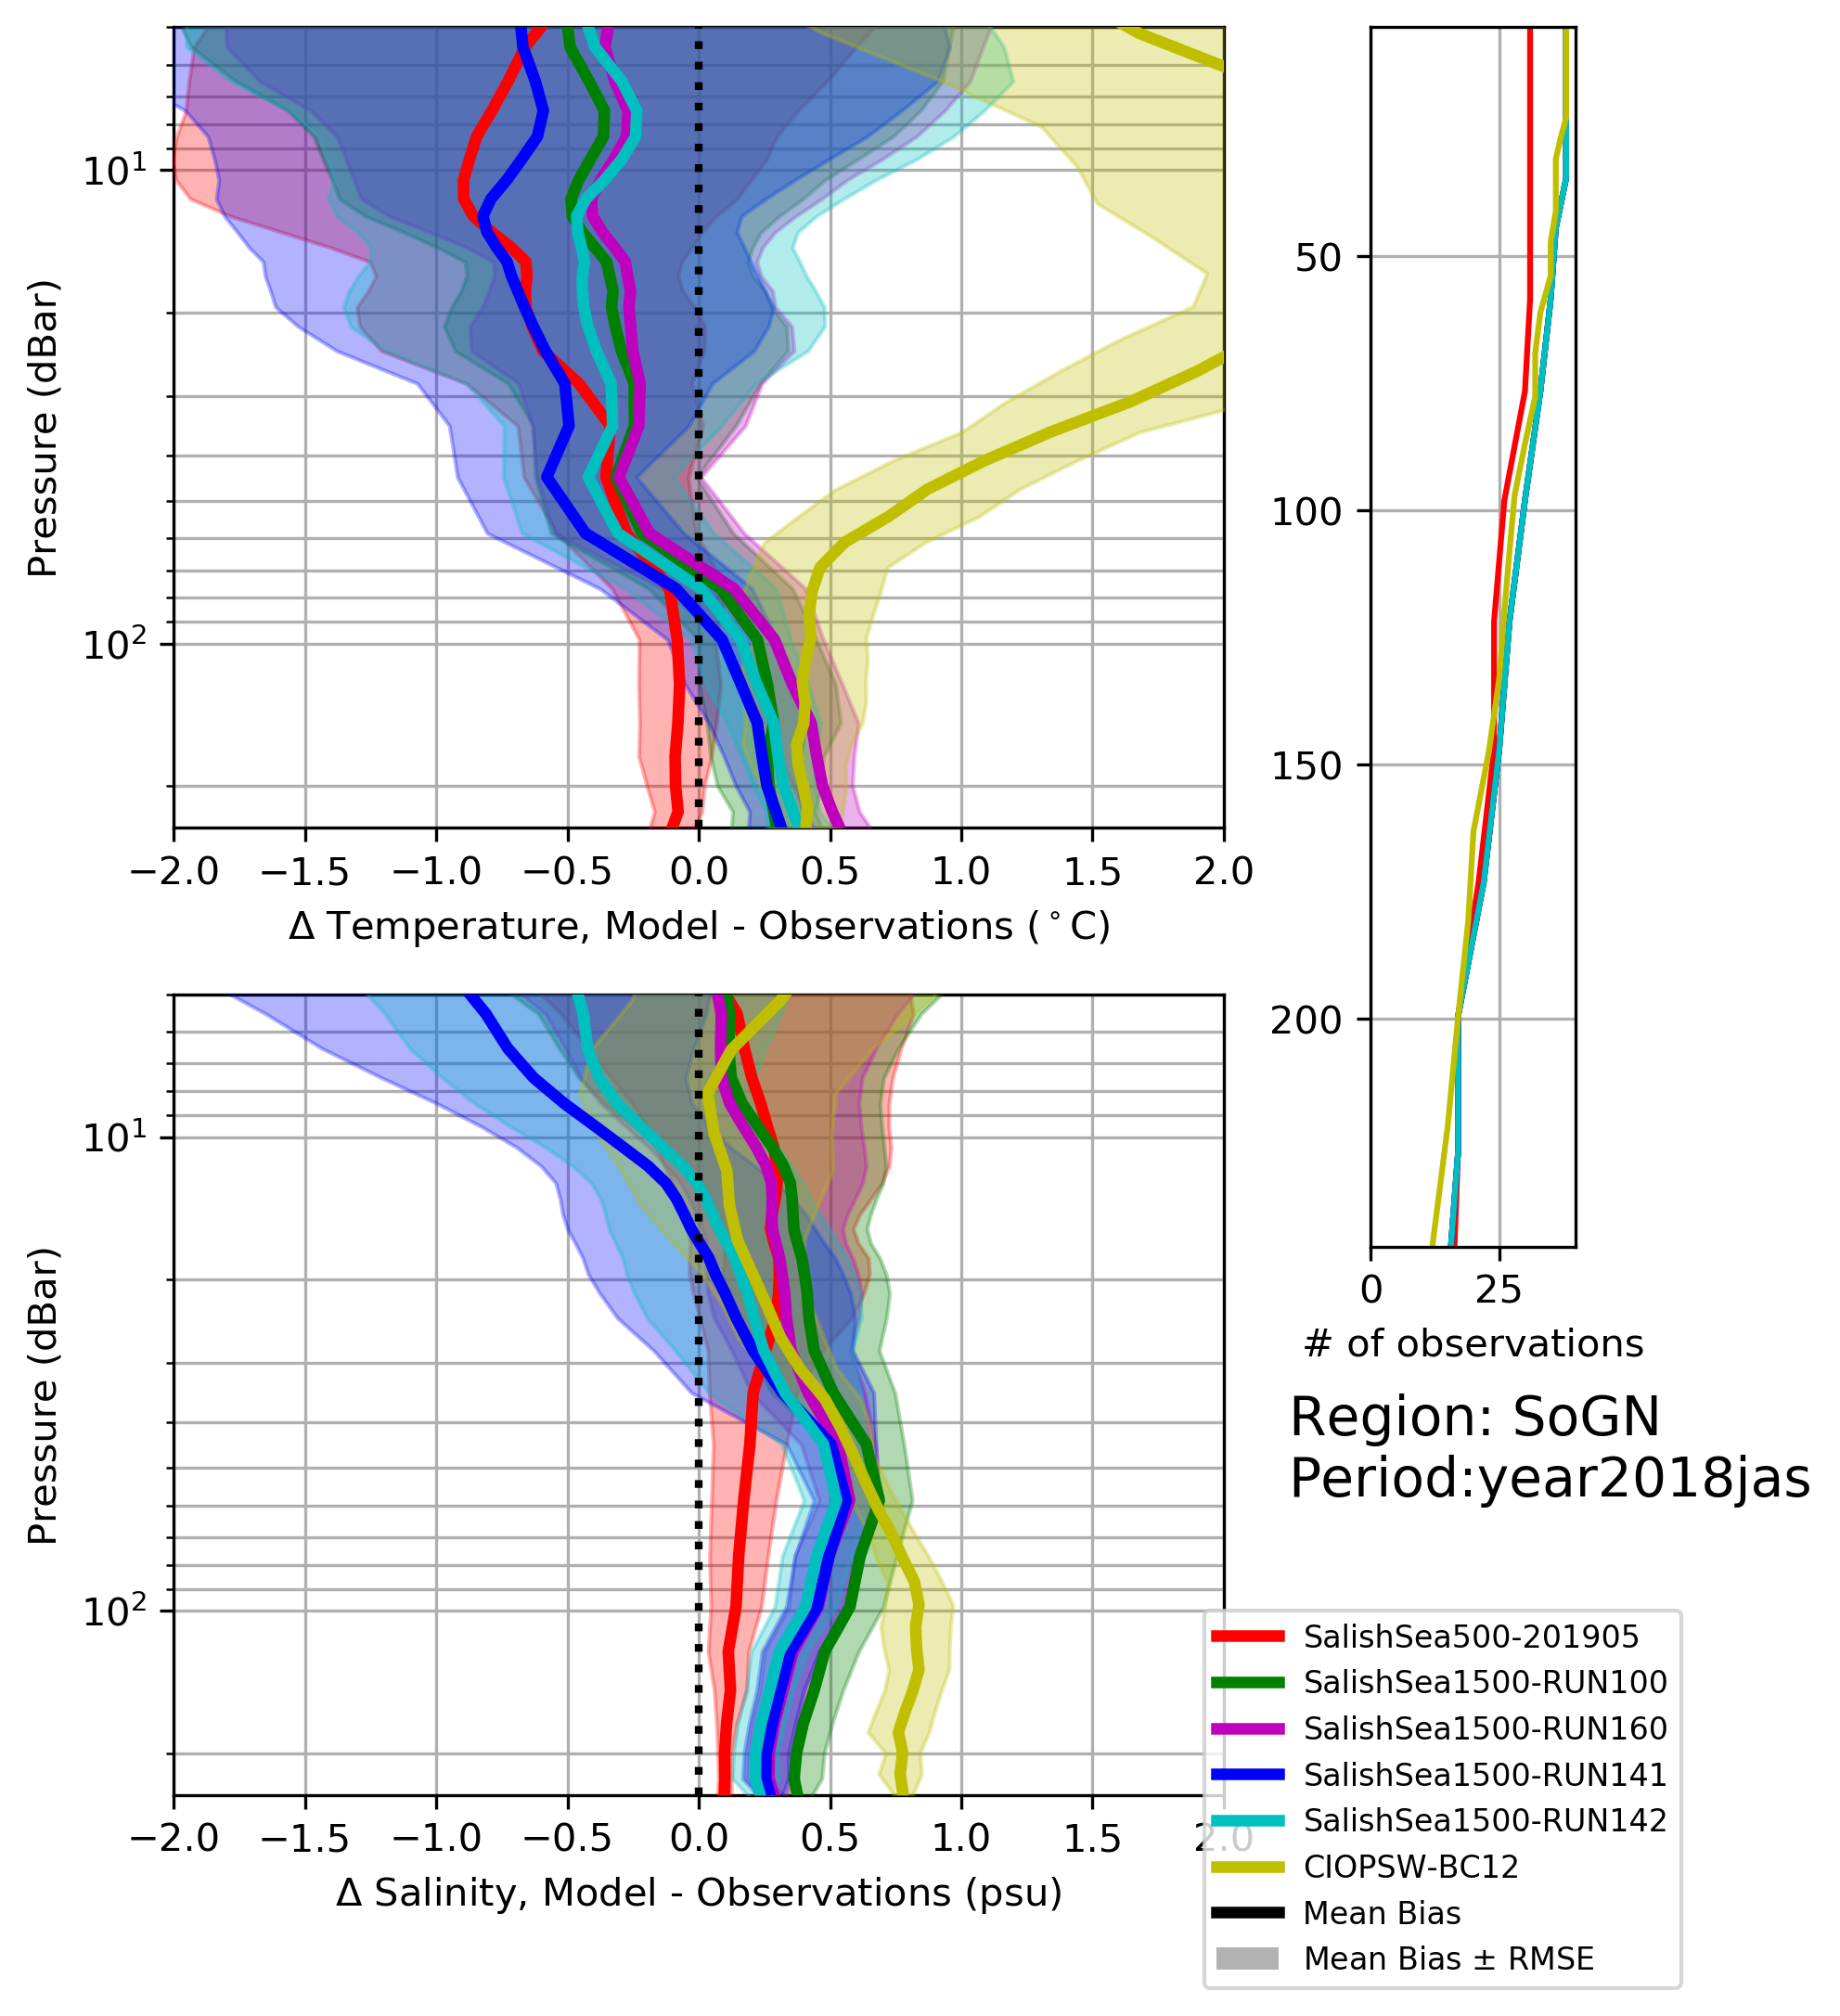 Pressure (dBar)
10¹
10²
−2.0 −1.5 −1.0 −0.5 0.0 0.5 1.0 1.5 2.0
Δ Temperature, Model - Observations (°C)
Pressure (dBar)
10¹
10²
−2.0 −1.5 −1.0 −0.5 0.0 0.5 1.0 1.5 2.0
Δ Salinity, Model - Observations (psu)
50
100
150
200
0 25
# of observations
Region: SoGN
Period:year2018jas
SalishSea500-201905
SalishSea1500-RUN100
SalishSea1500-RUN160
SalishSea1500-RUN141
SalishSea1500-RUN142
CIOPSW-BC12
Mean Bias
Mean Bias ± RMSE